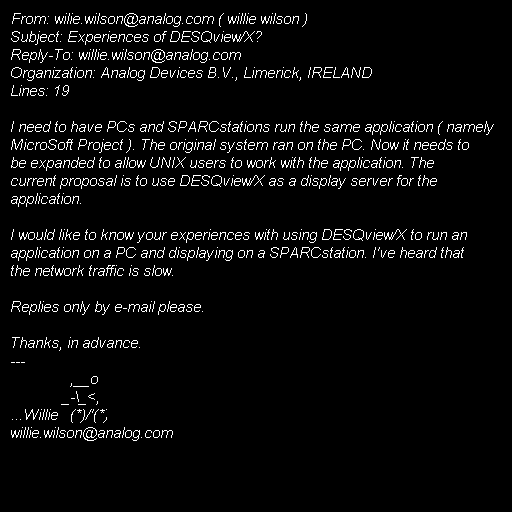 From: wilie.wilson@analog.com ( willie wilson )
Subject: Experiences of DESQview/X?
Reply-To: willie.wilson@analog.com
Organization: Analog Devices B.V., Limerick, IRELAND
Lines: 19

I need to have PCs and SPARCstations run the same application ( namely
MicroSoft Project ). The original system ran on the PC. Now it needs to
be expanded to allow UNIX users to work with the application. The
current proposal is to use DESQview/X as a display server for the
application.

I would like to know your experiences with using DESQview/X to run an
application on a PC and displaying on a SPARCstation. I've heard that
the network traffic is slow.

Replies only by e-mail please.

Thanks, in advance.
---
              ,__o
            _-\_<,
...Willie   (*)/'(*,
willie.wilson@analog.com